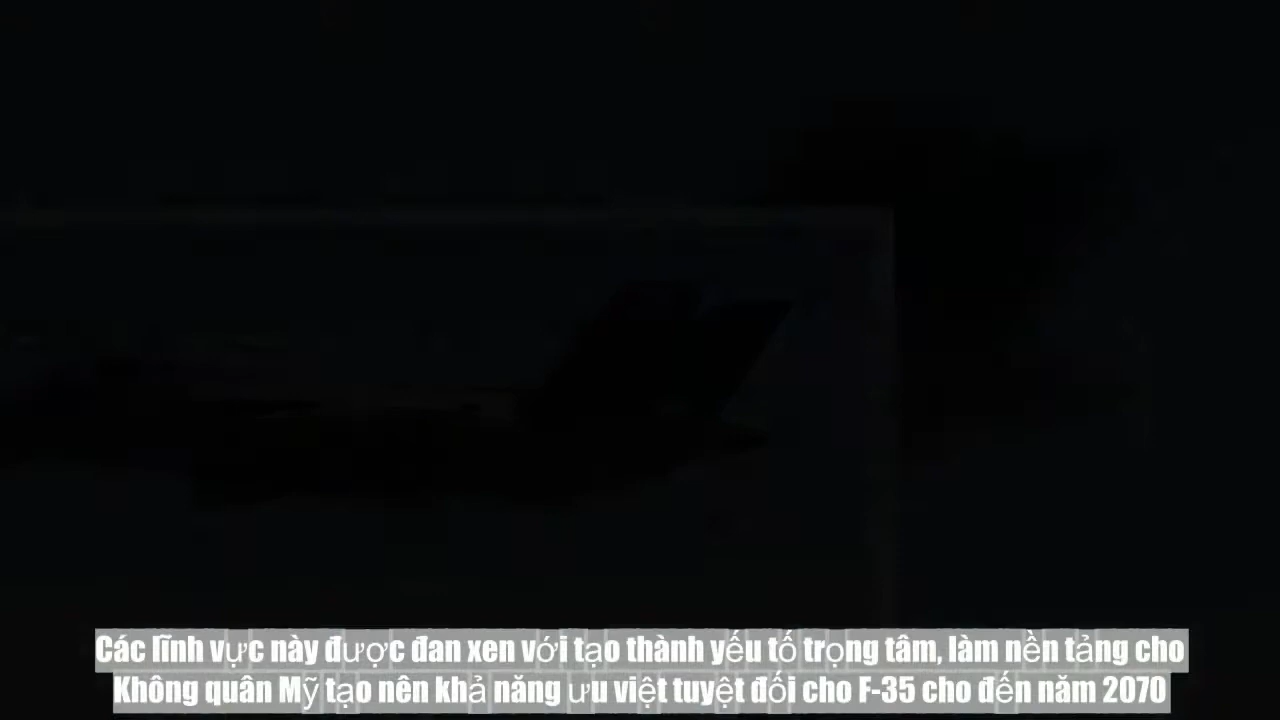 Các lĩnh vực này được đan xen với tạo thành yếu tố trọng tâm, làm nền tảng cho
Không quân Mỹ tạo nên khả năng ưu việt tuyệt đối cho F-35 cho đến năm 2070